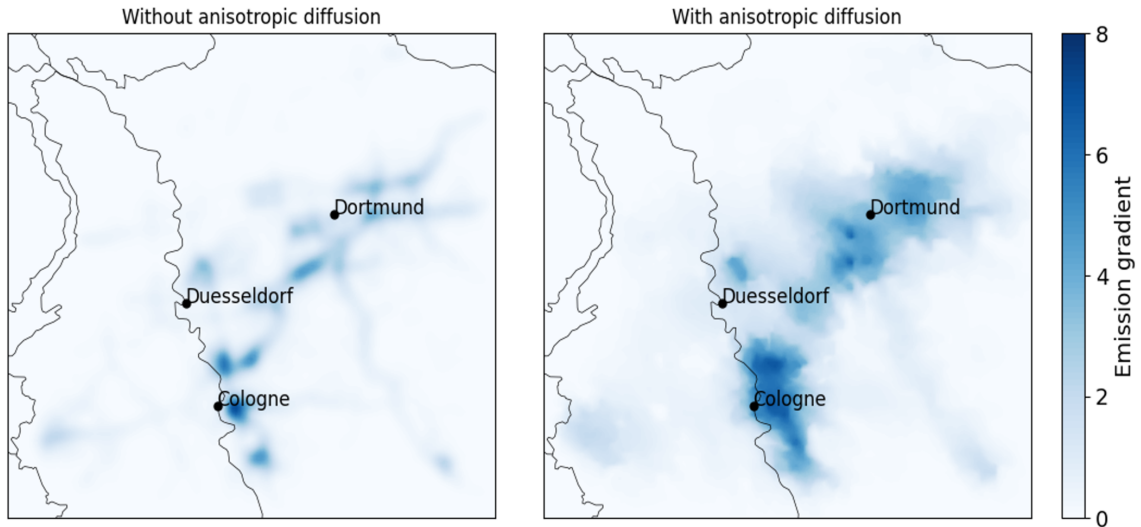 Without anisotropic diffusion
With anisotropic diffusion
Dortmund
Duesseldorf
Cologne
Dortmund
Duesseldorf
Cologne
8
6
4
2
0
Emission gradient